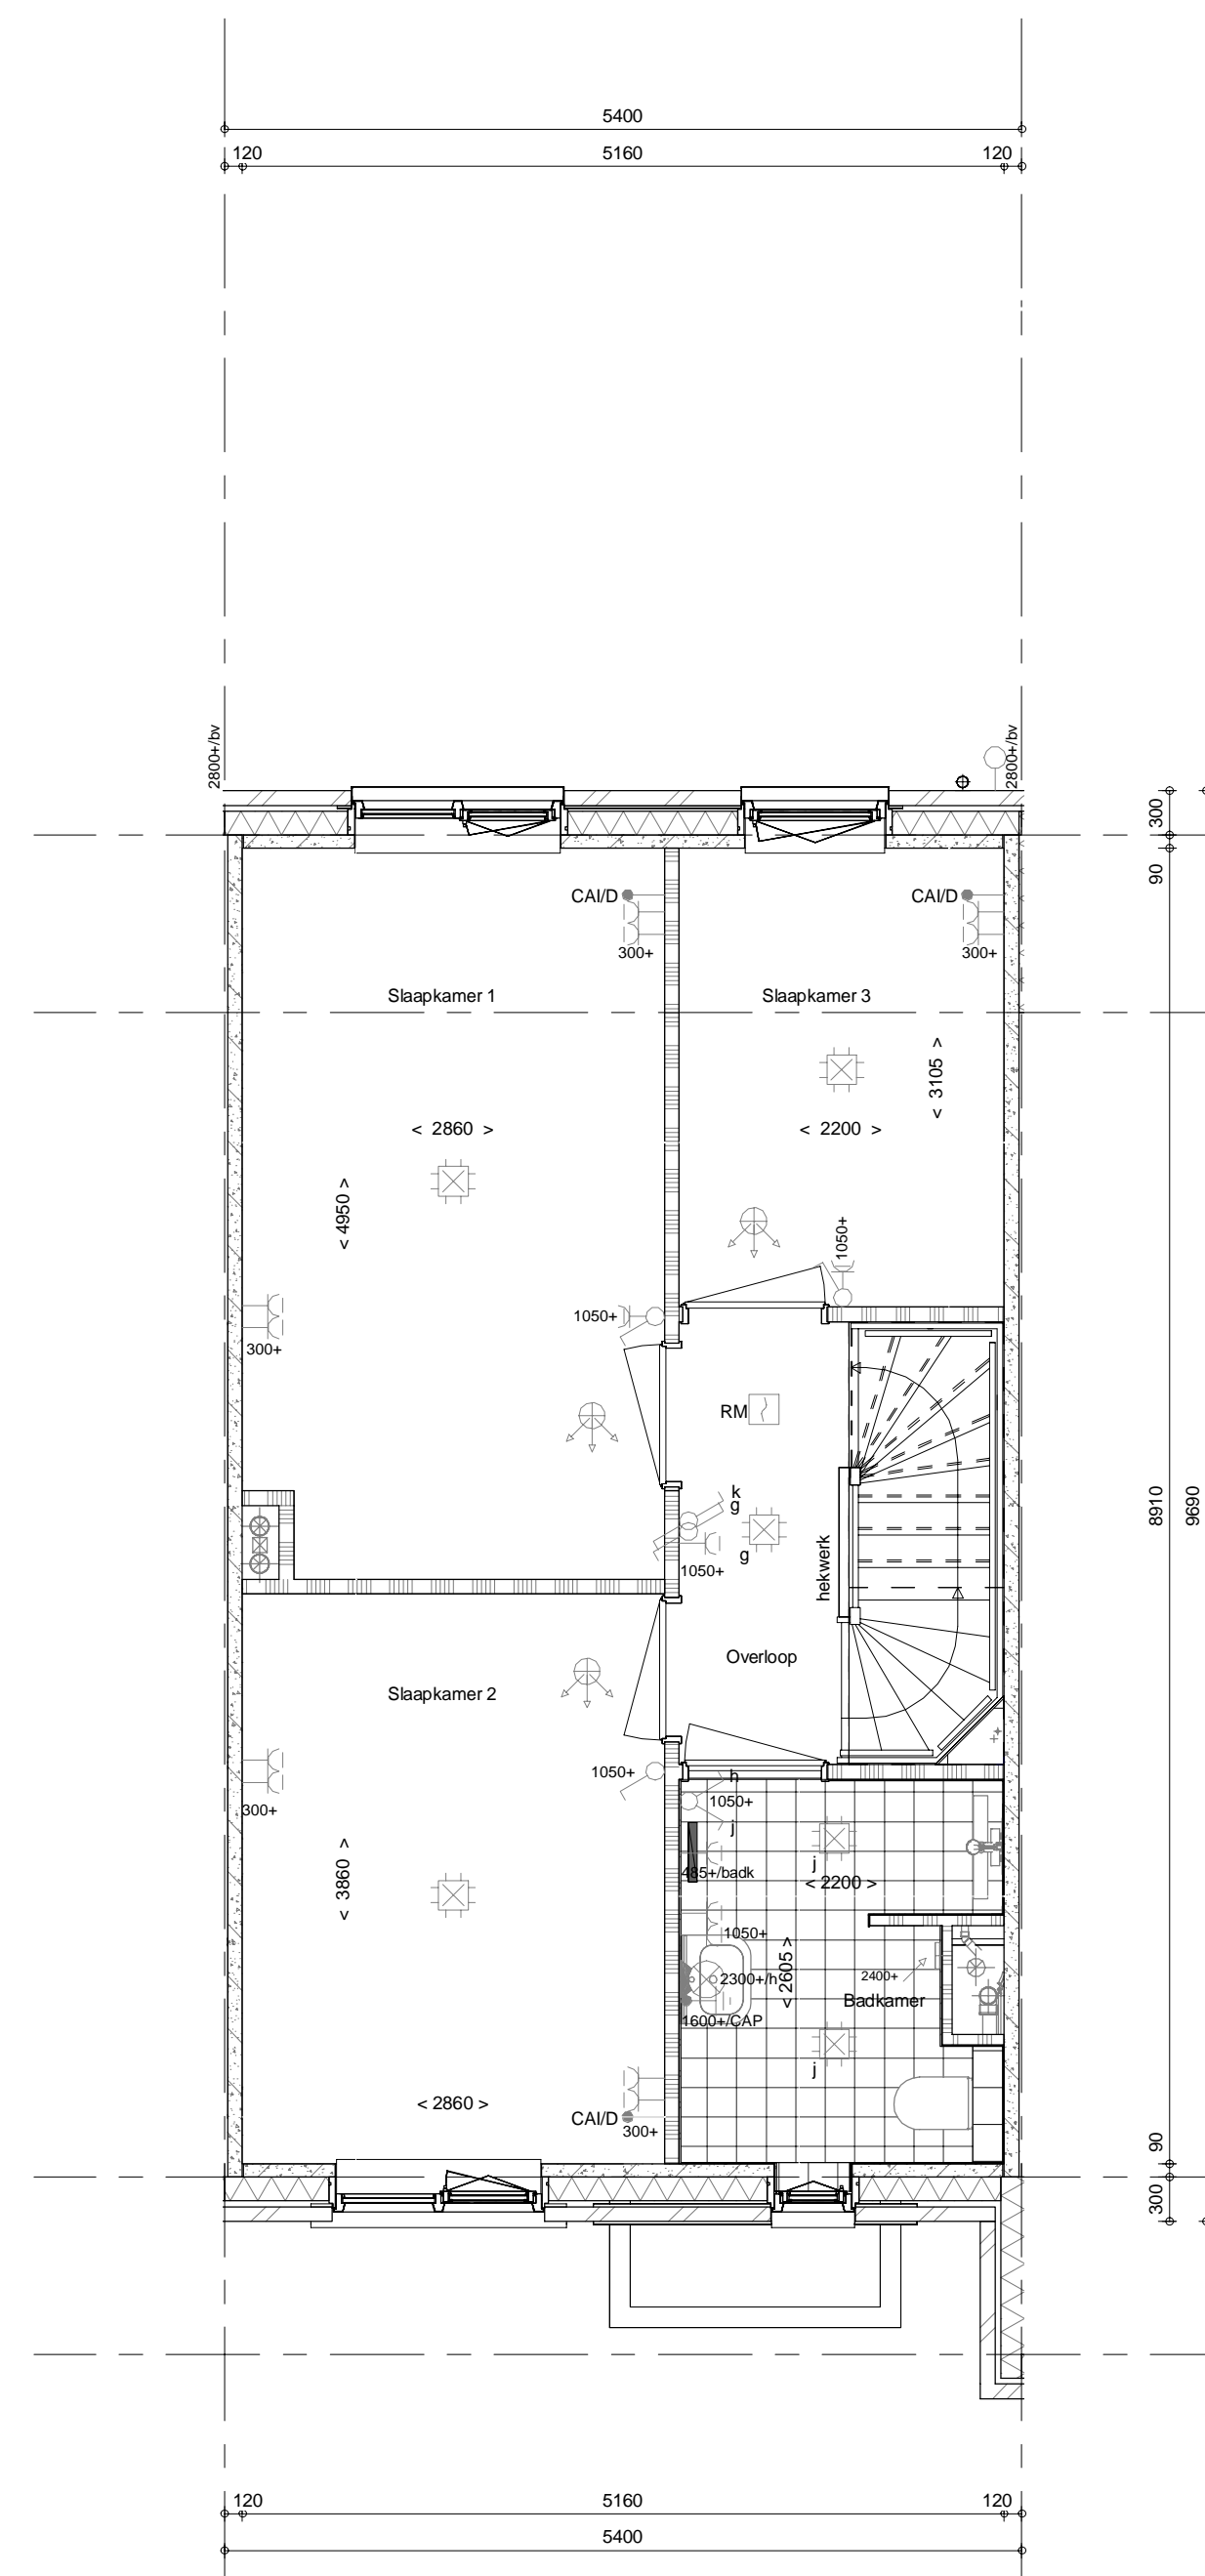 5400
120 5160 120
2800+/bv 2800+/bv
300
90
CAI/D CAI/D
300+ 300+
Slaapkamer 1 Slaapkamer 3
< 3105 >
< 2860 > < 2200 >
< 4950 >
1050+
1050+
300+
RM
k
g
g
1050+
hekwerk
8910 9690
Overloop
Slaapkamer 2
1050+ h
1050+
300+
j
j
485+/badk
< 2200 >
< 3860 >
1050+
< 2605 >
2300+/h 2400+
Badkamer
1600+/CAP
j
< 2860 >
CAI/D
300+
90
300
120 5160 120
5400